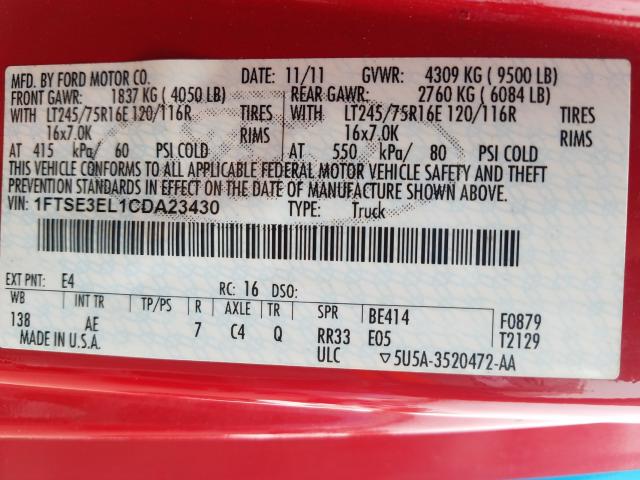 MFD. BY FORD MOTOR CO. DATE: 11/11 GVWR: 4309 KG ( 9500 LB)
FRONT GAWR: 1837 KG ( 4050 LB) REAR GAWR: 2760 KG ( 6084 LB)
WITH LT245/75R16E 120/116R TIRES WITH LT245/75R16E 120/116R TIRES
16x7.0K RIMS 16x7.0K RIMS
AT 415 kPa/ 60 PSI COLD AT 550 kPa/ 80 PSI COLD
THIS VEHICLE CONFORMS TO ALL APPLICABLE FEDERAL MOTOR VEHICLE SAFETY AND THEFT
PREVENTION STANDARDS IN EFFECT ON THE DATE OF MANUFACTURE SHOWN ABOVE.
VIN: 1FTSE3EL1CDA23430 TYPE: Truck
EXT PNT: E4 RC: 16 DSO:
WB INT TR TP/PS R AXLE TR SPR BE414 F0879
138 AE 7 C4 Q RR33 E05 T2129
MADE IN U.S.A. ULC ▽5U5A-3520472-AA